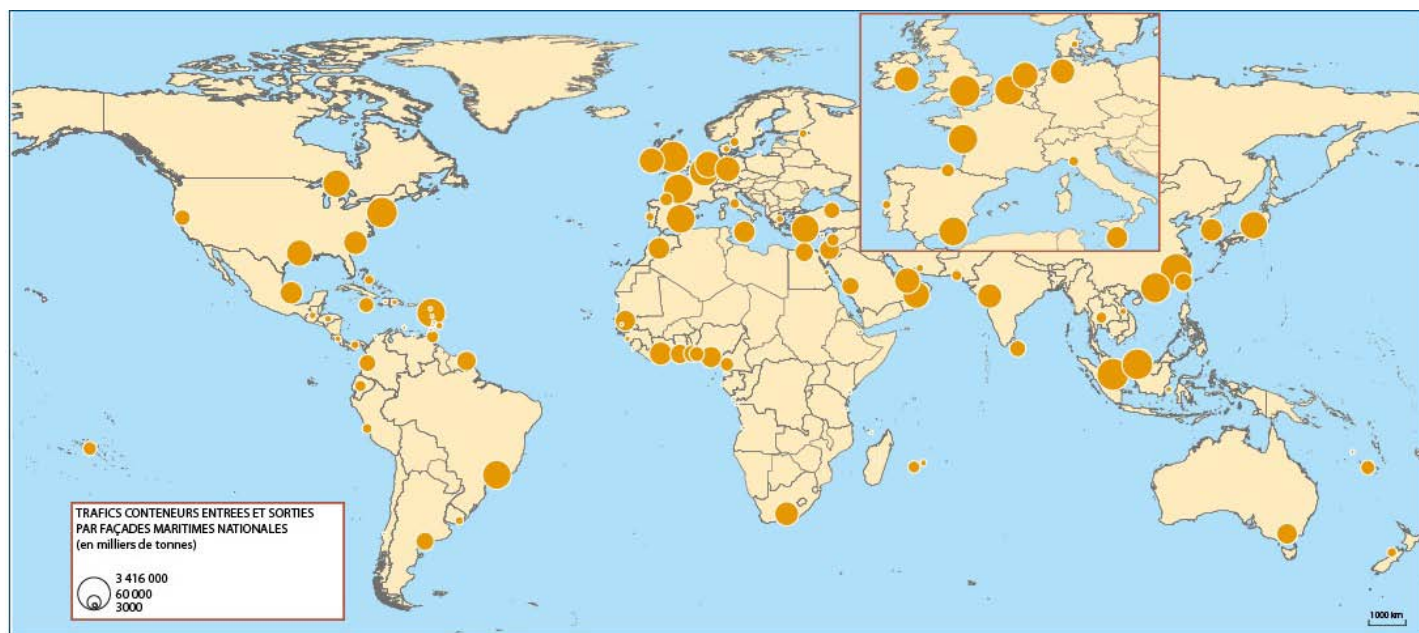 TRAFICS CONTENEURS ENTREES ET SORTIES
PAR FAÇADES MARITIMES NATIONALES
(en milliers de tonnes)
3 416 000
60 000
3000
1000 km